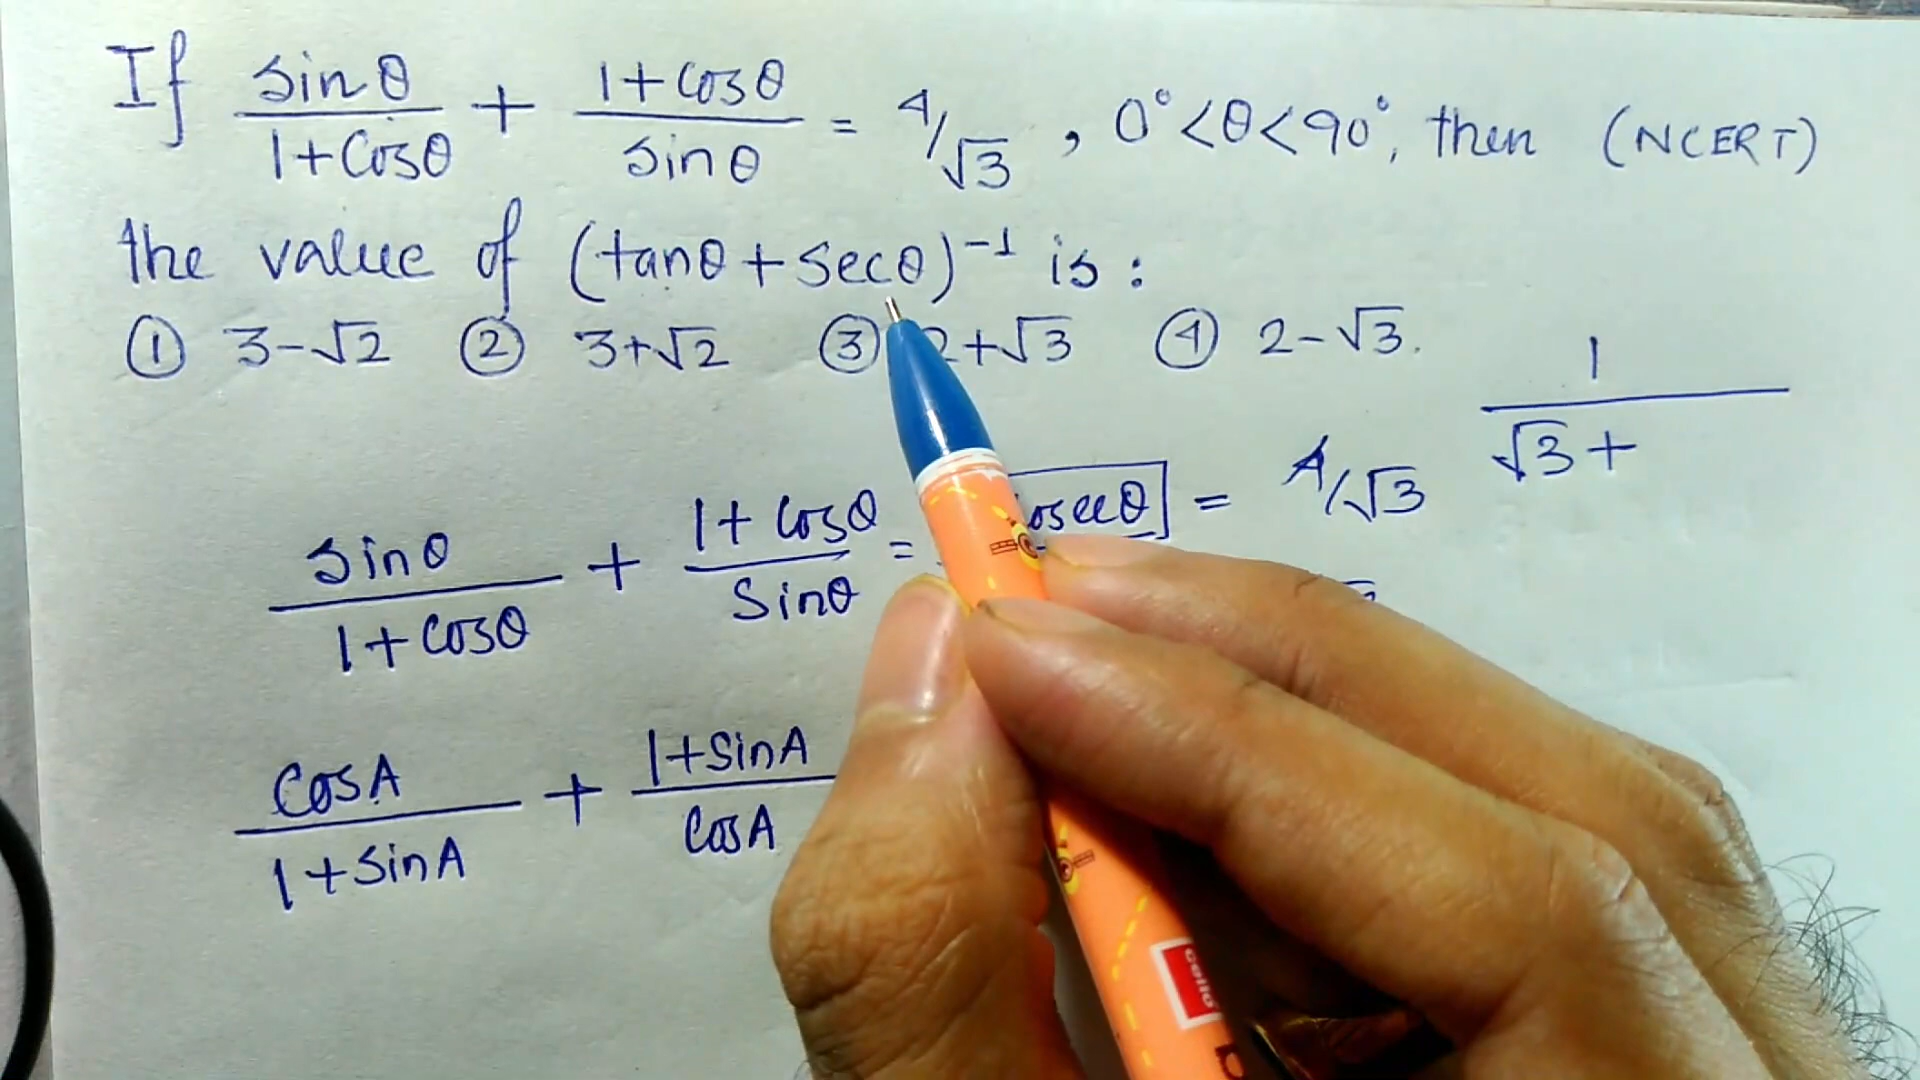 If sinθ/1+Cosθ + 1+cosθ/sinθ = 4/√3, 0°<θ<90°, then (NCERT)
the value of (tanθ+secθ)⁻¹ is:
① 3-√2 ② 3+√2 ③ 2+√3 ④ 2-√3.
1/√3+
sinθ/1+cosθ + 1+cosθ/sinθ = cosecθ = 4/√3
cosA/1+sinA + 1+sinA/cosA
cello